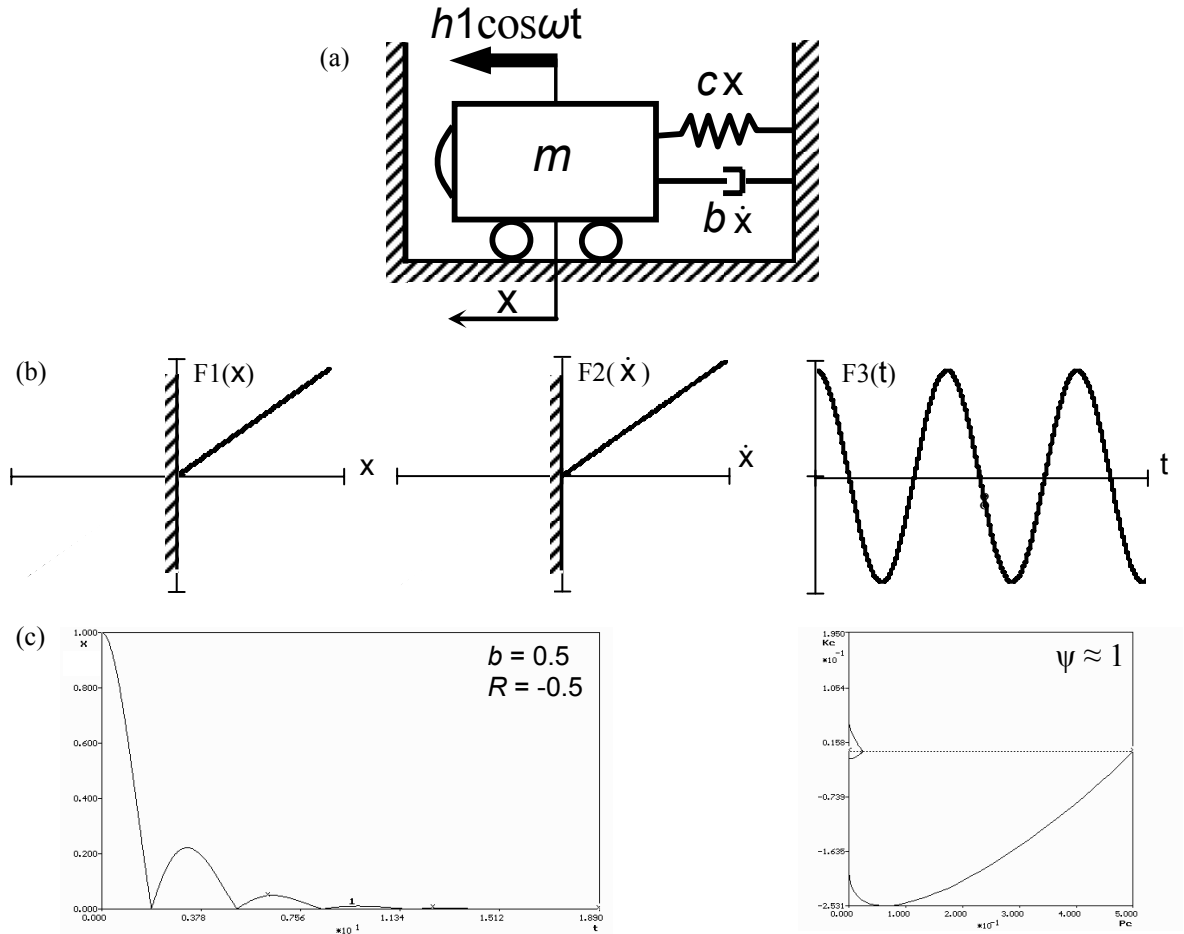 h1cosωt
(a)
cx
m
bẋ
x
(b)
F1(x)
x
F2(ẋ)
ẋ
F3(t)
t
(c)
1.000
x
0.800
0.600
0.400
0.200
0.000
b = 0.5
R = -0.5
1
0.000
0.378
0.756
1.134
1.512
1.890
*10¹
t
1.950
Kc
*10⁻¹
1.054
0.158
-0.739
-1.635
-2.531
ψ ≈ 1
0.000
1.000
2.000
3.000
4.000
5.000
*10⁻¹
Pc